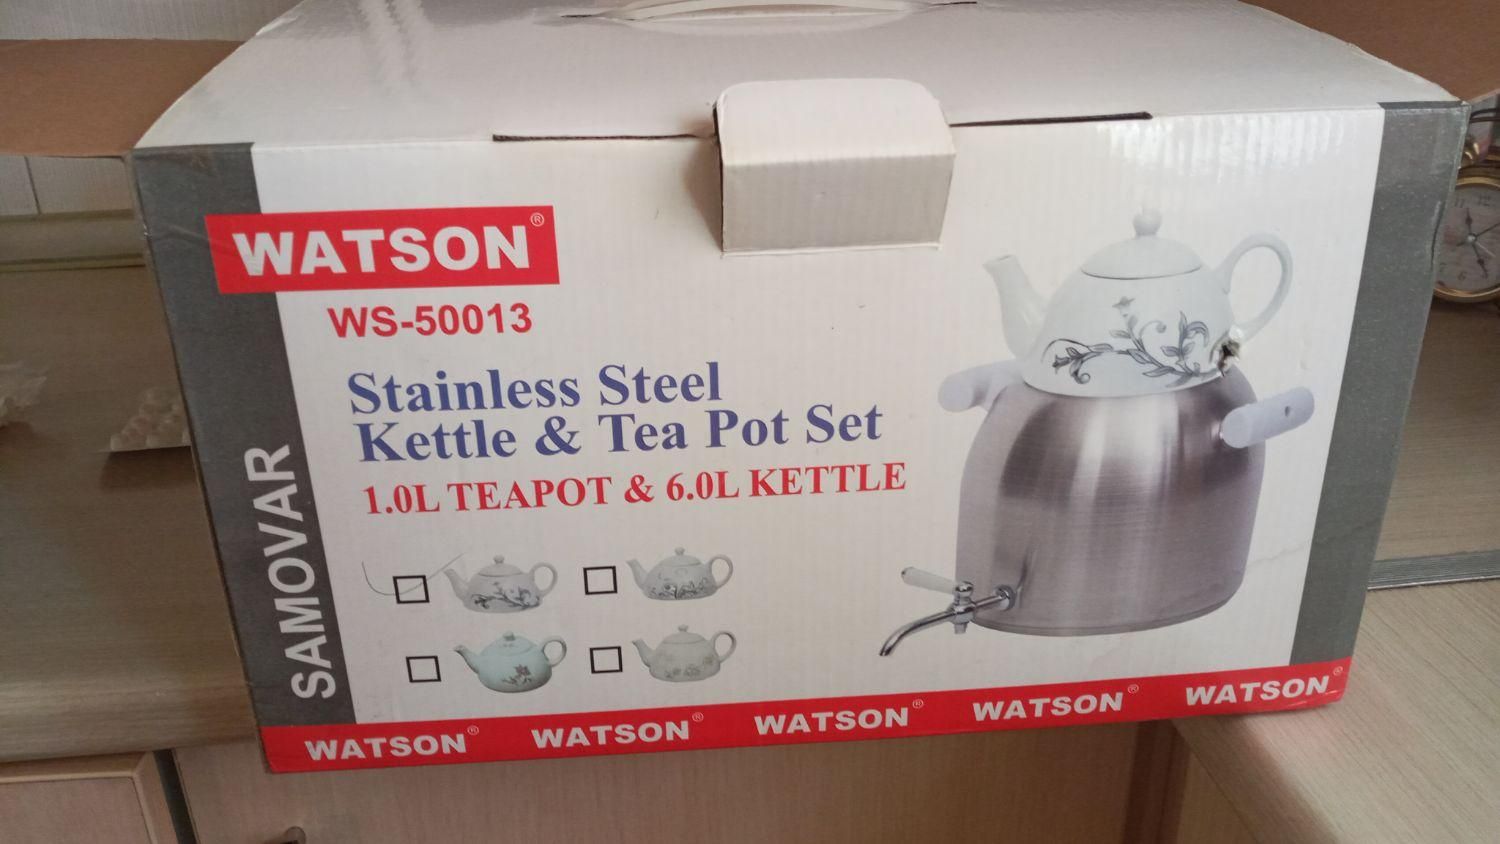 WATSON®
WS-50013
Stainless Steel
Kettle & Tea Pot Set
1.0L TEAPOT & 6.0L KETTLE
SAMOVAR
WATSON® WATSON® WATSON® WATSON® WATSON®